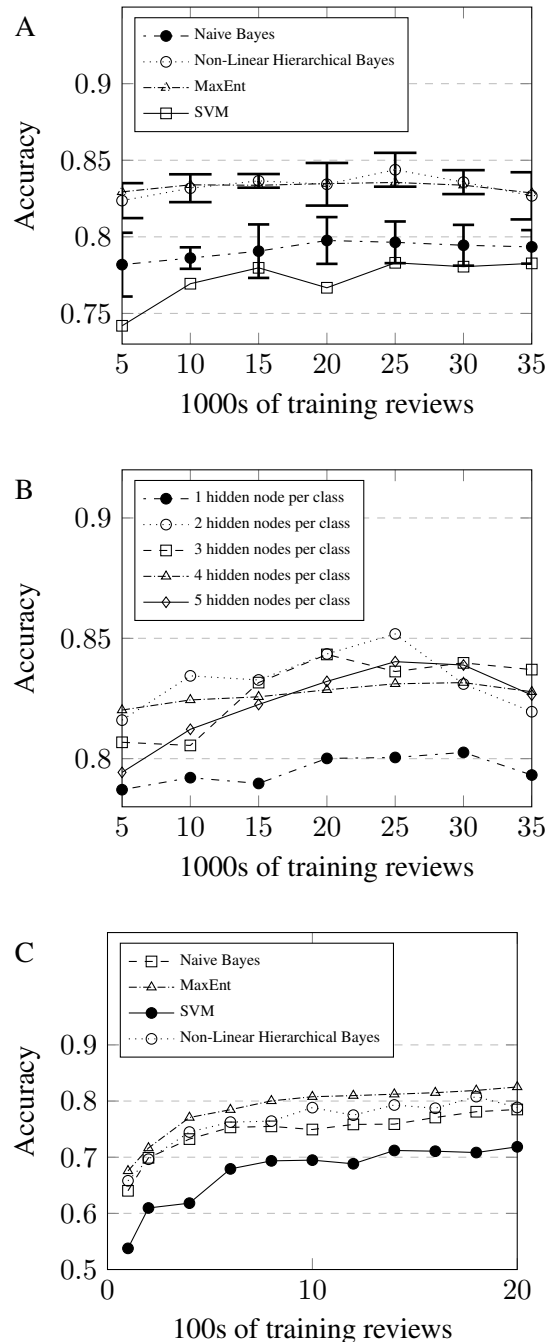 A
Naive Bayes
Non-Linear Hierarchical Bayes
MaxEnt
SVM
0.9
0.85
0.8
0.75
Accuracy
5 10 15 20 25 30 35
1000s of training reviews
B
1 hidden node per class
2 hidden nodes per class
3 hidden nodes per class
4 hidden nodes per class
5 hidden nodes per class
0.9
0.85
0.8
Accuracy
5 10 15 20 25 30 35
1000s of training reviews
C
Naive Bayes
MaxEnt
SVM
Non-Linear Hierarchical Bayes
0.9
0.8
0.7
0.6
0.5
Accuracy
0 10 20
100s of training reviews